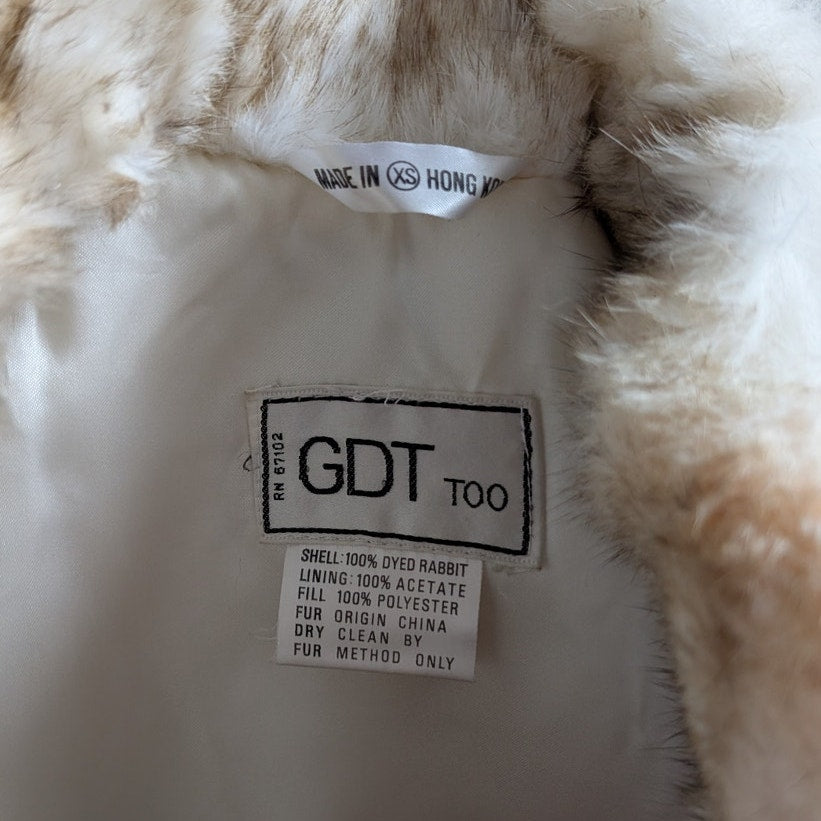 MADE IN XS HONG
RN 67102
GDT TOO
SHELL: 100% DYED RABBIT
LINING: 100% ACETATE
FILL 100% POLYESTER
FUR ORIGIN CHINA
DRY CLEAN BY
FUR METHOD ONLY